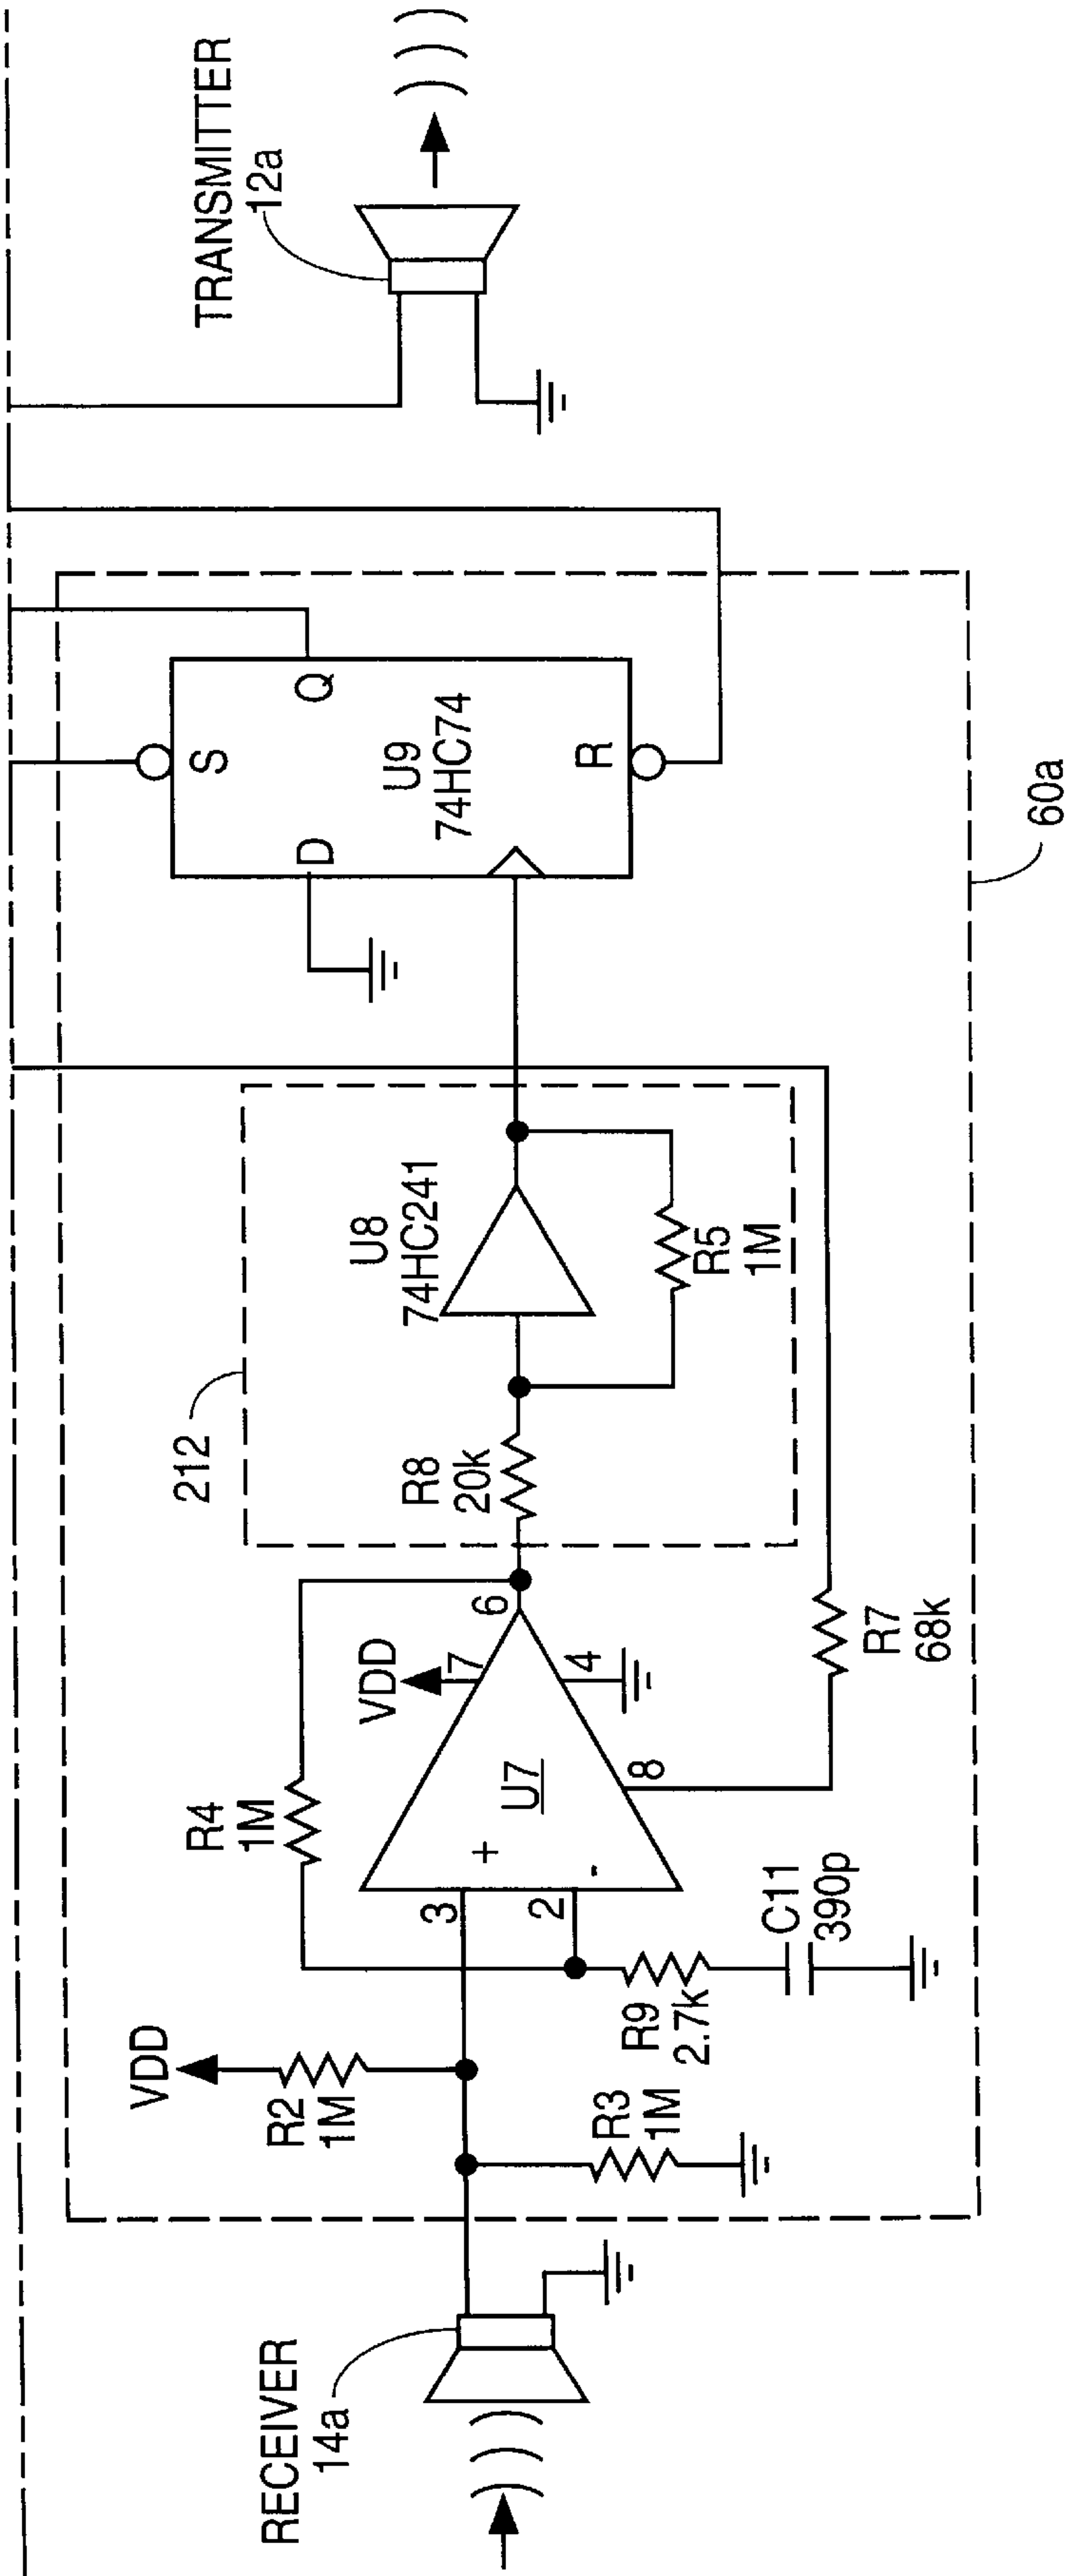 RECEIVER
14a
VDD
R2
1M
R3
1M
R9
2.7k
C11
390p
R4
1M
3
2
+
-
U7
VDD
7
6
4
8
R7
68k
212
R8
20k
U8
74HC241
R5
1M
D
S
Q
U9
74HC74
R
60a
TRANSMITTER
12a